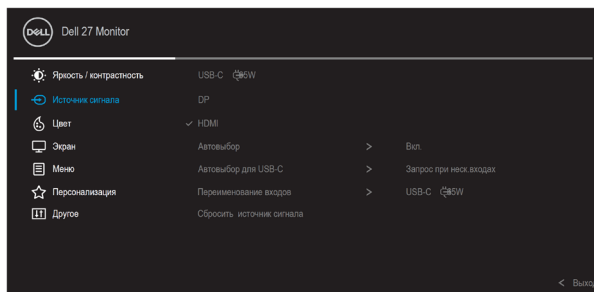 DELL Dell 27 Monitor
Яркость / контрастность USB-C 65W
Источник сигнала DP
Цвет HDMI
Экран Автовыбор > Вкл.
Меню Автовыбор для USB-C > Запрос при неск.входах
Персонализация Переименование входов > USB-C 65W
Другое Сбросить источник сигнала
< Выход